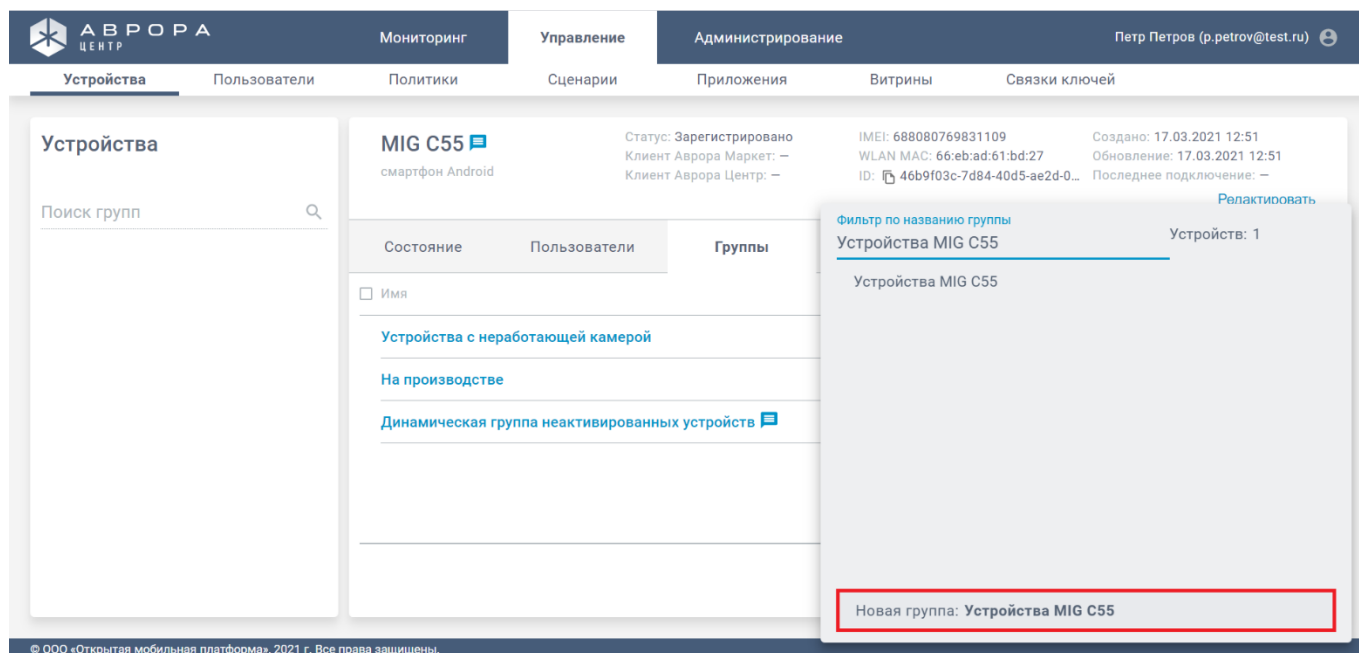 АВРОРА
ЦЕНТР
Мониторинг Управление Администрирование Петр Петров (p.petrov@test.ru)
Устройства Пользователи Политики Сценарии Приложения Витрины Связки ключей
Устройства
Поиск групп
MIG C55
смартфон Android
Статус: Зарегистрировано
Клиент Аврора Маркет: —
Клиент Аврора Центр: —
IMEI: 688080769831109
WLAN MAC: 66:eb:ad:61:bd:27
ID: 46b9f03c-7d84-40d5-ae2d-0...
Создано: 17.03.2021 12:51
Обновление: 17.03.2021 12:51
Последнее подключение: —
Редактировать
Состояние Пользователи Группы
Имя
Устройства с неработающей камерой
На производстве
Динамическая группа неактивированных устройств
Фильтр по названию группы
Устройства MIG C55
Устройств: 1
Устройства MIG C55
Новая группа: Устройства MIG C55
© ООО «Открытая мобильная платформа», 2021 г. Все права защищены.